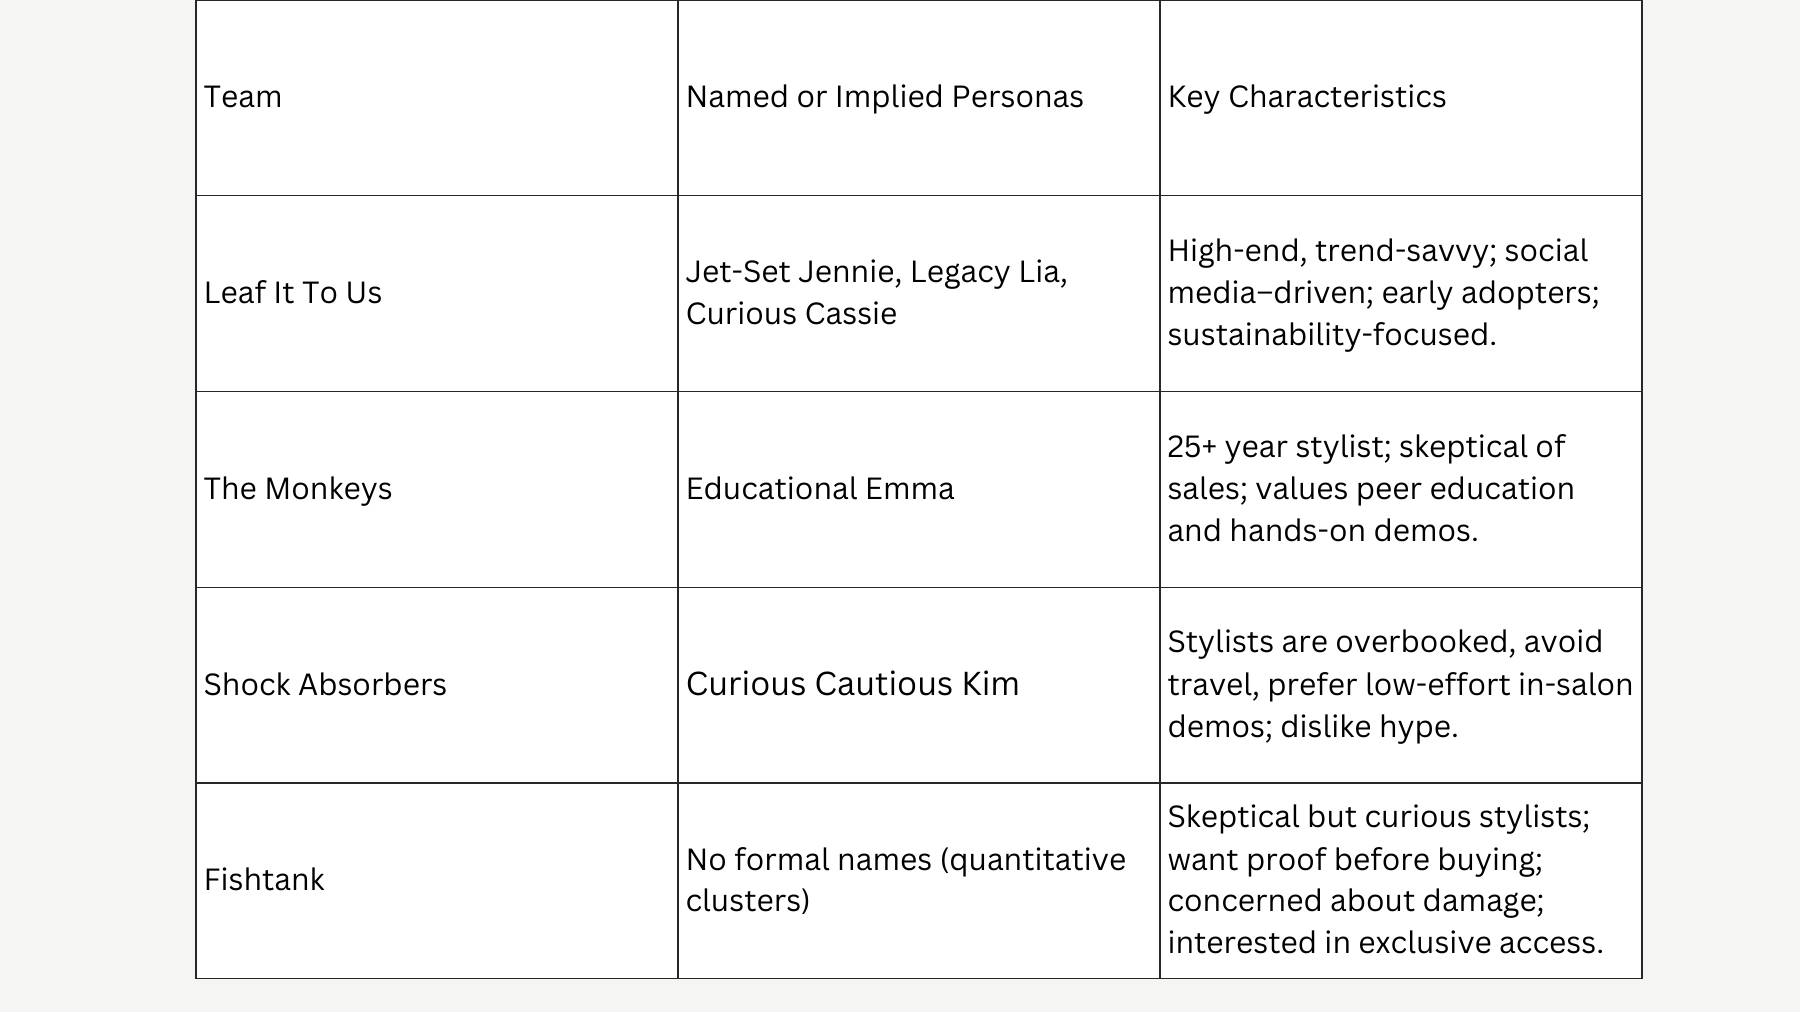 Team
Named or Implied Personas
Key Characteristics
Leaf It To Us
Jet-Set Jennie, Legacy Lia,
Curious Cassie
High-end, trend-savvy; social
media–driven; early adopters;
sustainability-focused.
The Monkeys
Educational Emma
25+ year stylist; skeptical of
sales; values peer education
and hands-on demos.
Shock Absorbers
Curious Cautious Kim
Stylists are overbooked, avoid
travel, prefer low-effort in-salon
demos; dislike hype.
Fishtank
No formal names (quantitative
clusters)
Skeptical but curious stylists;
want proof before buying;
concerned about damage;
interested in exclusive access.